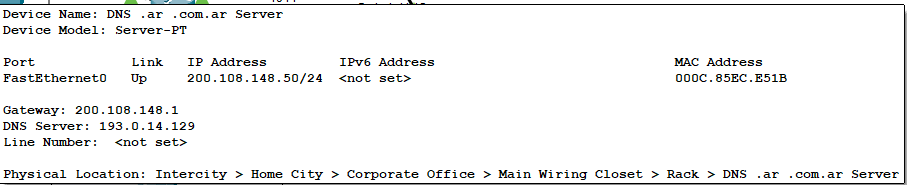 Device Name: DNS .ar .com.ar Server
Device Model: Server-PT
Port Link IP Address IPv6 Address MAC Address
FastEthernet0 Up 200.108.148.50/24 <not set> 000C.85EC.E51B
Gateway: 200.108.148.1
DNS Server: 193.0.14.129
Line Number: <not set>
Physical Location: Intercity > Home City > Corporate Office > Main Wiring Closet > Rack > DNS .ar .com.ar Server